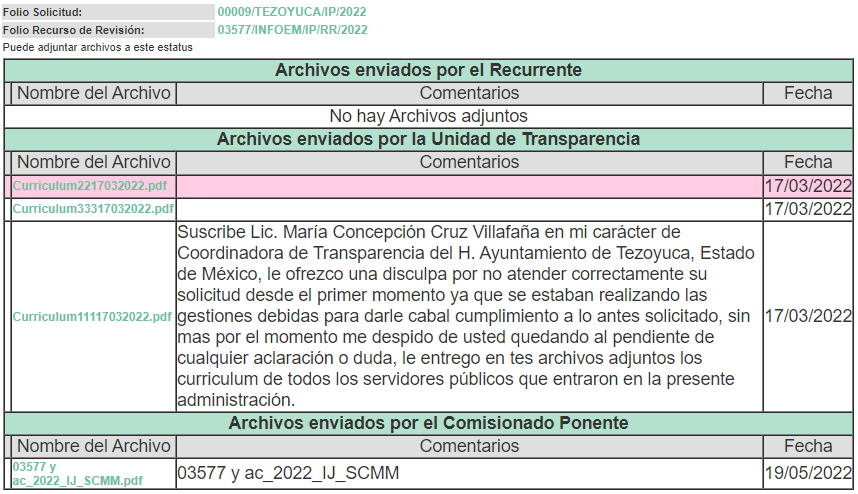 Folio Solicitud: 00009/TEZOYUCA/IP/2022
Folio Recurso de Revisión: 03577/INFOEM/IP/RR/2022
Puede adjuntar archivos a este estatus
Archivos enviados por el Recurrente
Nombre del Archivo Comentarios Fecha
No hay Archivos adjuntos
Archivos enviados por la Unidad de Transparencia
Nombre del Archivo Comentarios Fecha
Curriculum2217032022.pdf 17/03/2022
Curriculum33317032022.pdf 17/03/2022
Suscribe Lic. María Concepción Cruz Villafaña en mi carácter de
Coordinadora de Transparencia del H. Ayuntamiento de Tezoyuca, Estado
de México, le ofrezco una disculpa por no atender correctamente su
solicitud desde el primer momento ya que se estaban realizando las
Curriculum11117032022.pdf gestiones debidas para darle cabal cumplimiento a lo antes solicitado, sin 17/03/2022
mas por el momento me despido de usted quedando al pendiente de
cualquier aclaración o duda, le entrego en tes archivos adjuntos los
curriculum de todos los servidores públicos que entraron en la presente
administración.
Archivos enviados por el Comisionado Ponente
Nombre del Archivo Comentarios Fecha
03577 y
ac_2022_IJ_SCMM.pdf 03577 y ac_2022_IJ_SCMM 19/05/2022